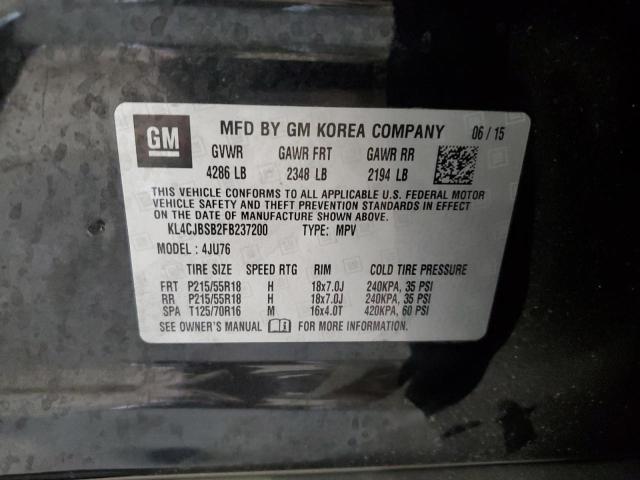 GM MFD BY GM KOREA COMPANY 06/15
GVWR GAWR FRT GAWR RR
4286 LB 2348 LB 2194 LB
THIS VEHICLE CONFORMS TO ALL APPLICABLE U.S. FEDERAL MOTOR
VEHICLE SAFETY AND THEFT PREVENTION STANDARDS IN EFFECT
ON THE DATE OF MANUFACTURE SHOWN ABOVE.
KL4CJBSB2FB237200 TYPE: MPV
MODEL: 4JU76
TIRE SIZE SPEED RTG RIM COLD TIRE PRESSURE
FRT P215/55R18 H 18x7.0J 240KPA, 35 PSI
RR P215/55R18 H 18x7.0J 240KPA, 35 PSI
SPA T125/70R16 M 16x4.0T 420KPA, 60 PSI
SEE OWNER'S MANUAL FOR MORE INFORMATION.